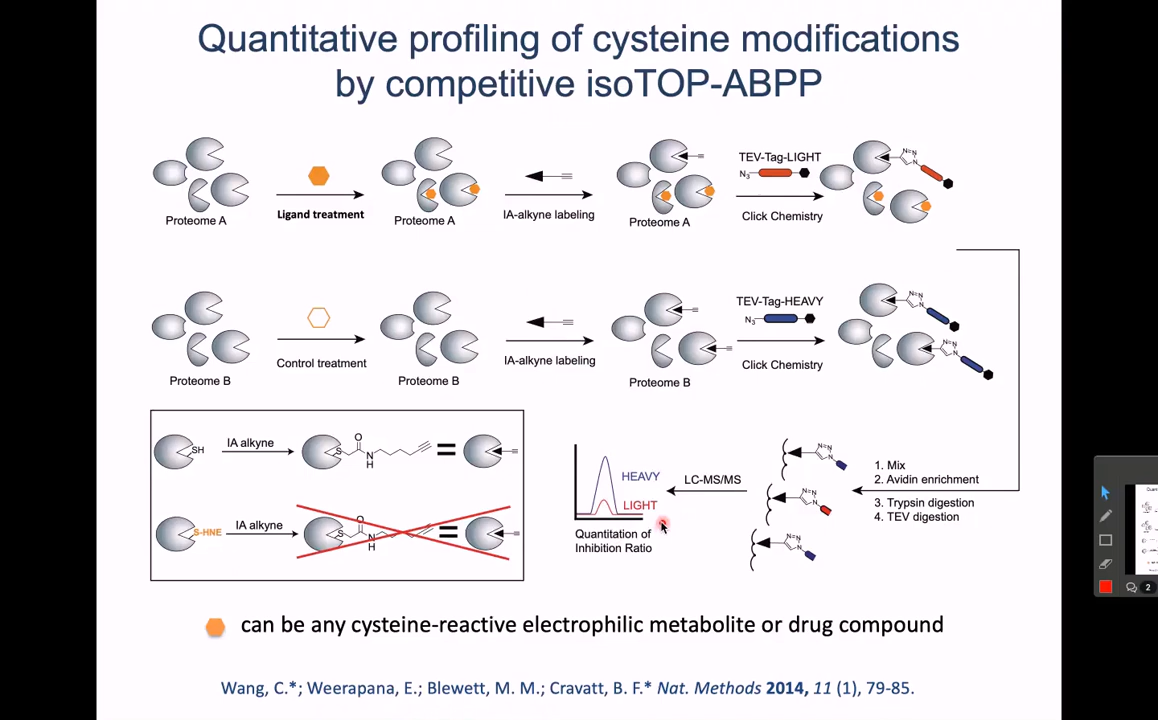 Quantitative profiling of cysteine modifications
by competitive isoTOP-ABPP
Proteome A
Ligand treatment
Proteome A
IA-alkyne labeling
Proteome A
TEV-Tag-LIGHT
N3
Click Chemistry
N=N
N
Proteome B
Control treatment
Proteome B
IA-alkyne labeling
Proteome B
TEV-Tag-HEAVY
N3
Click Chemistry
N=N
N
N=N
N
SH
IA alkyne
S
O
N
H
=
S-HNE
IA alkyne
S
O
N
H
=
HEAVY
LIGHT
Quantitation of
Inhibition Ratio
LC-MS/MS
N=N
N
N=N
N
N=N
N
1. Mix
2. Avidin enrichment
3. Trypsin digestion
4. TEV digestion
can be any cysteine-reactive electrophilic metabolite or drug compound
Wang, C.*; Weerapana, E.; Blewett, M. M.; Cravatt, B. F.* Nat. Methods 2014, 11 (1), 79-85.
2